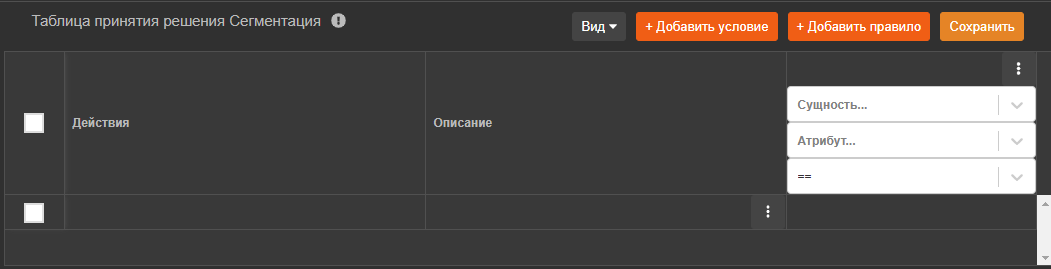 Таблица принятия решения Сегментация
Вид
+ Добавить условие
+ Добавить правило
Сохранить
Действия
Описание
Сущность...
Атрибут...
==